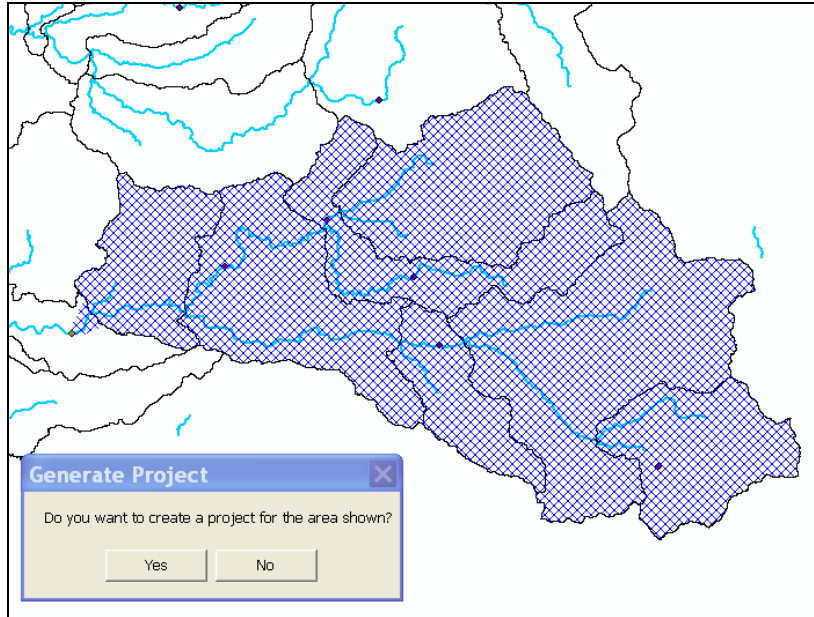 Generate Project
Do you want to create a project for the area shown?
Yes
No